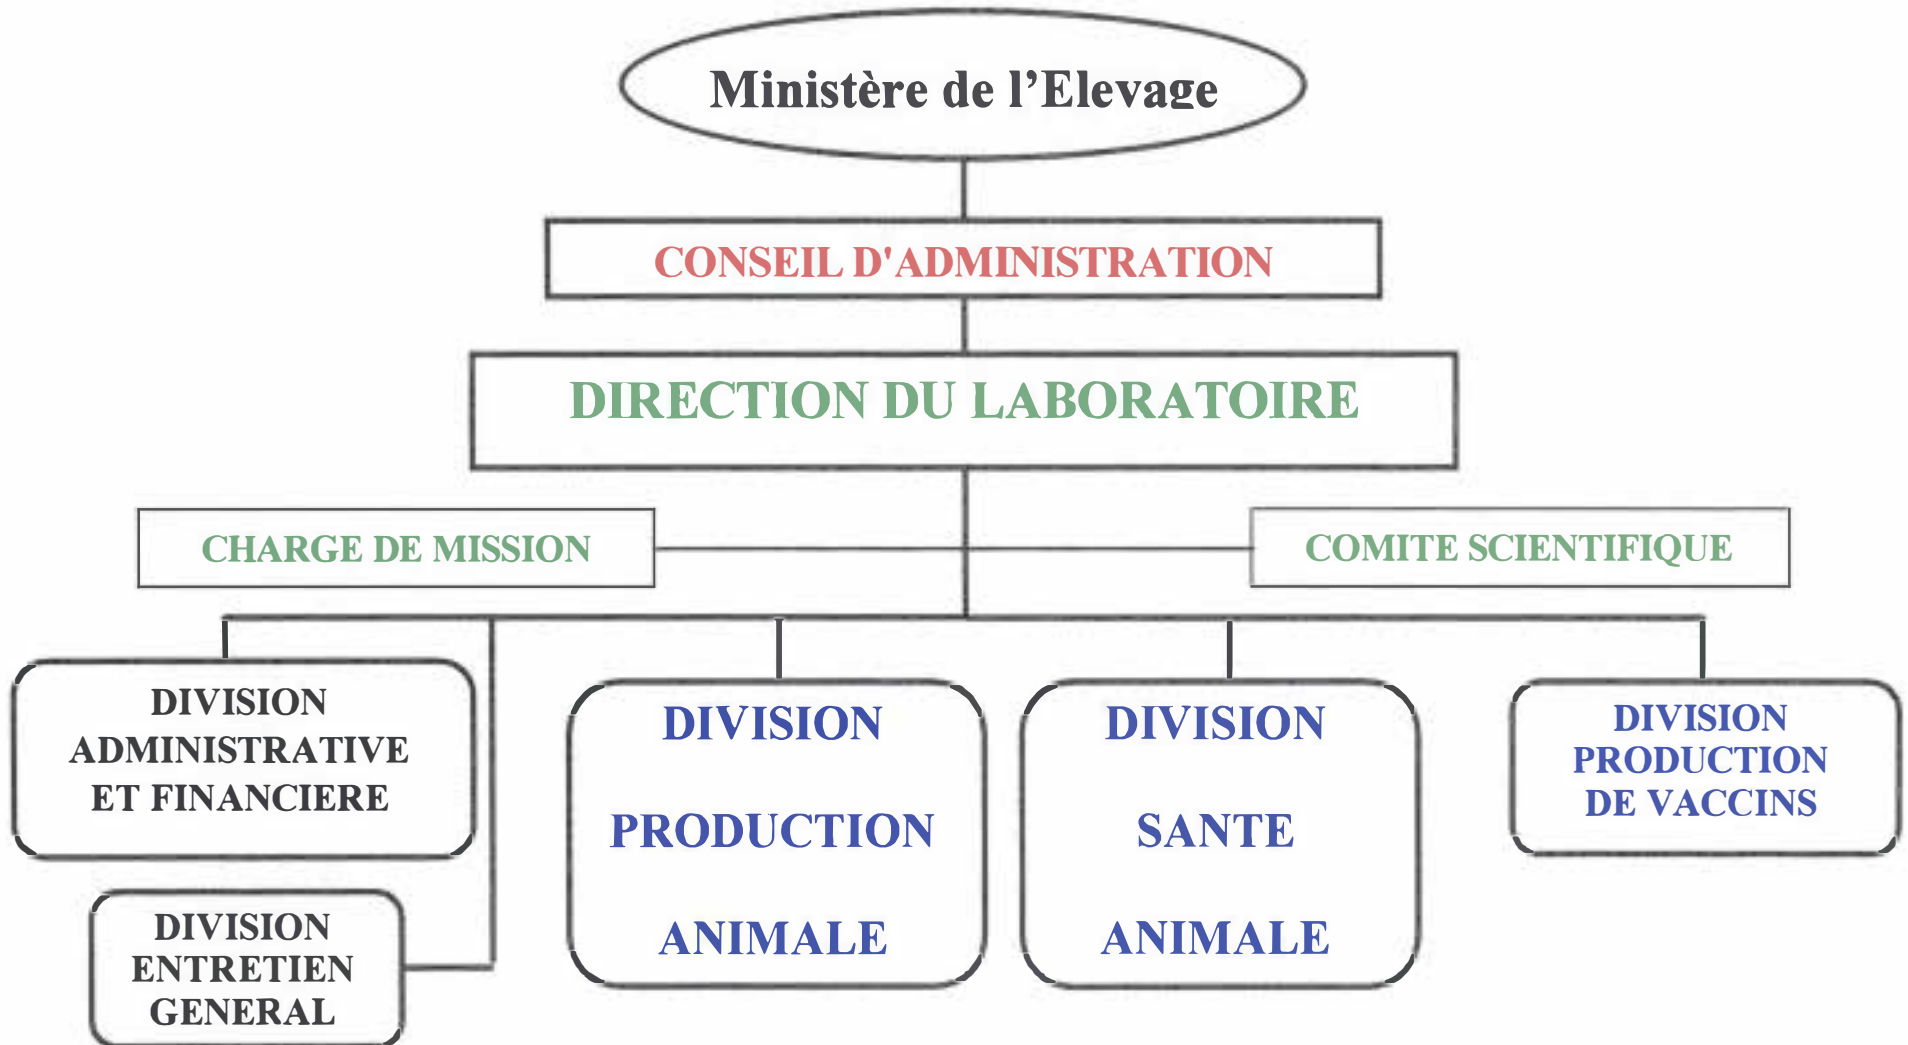 Ministère de l'Elevage
CONSEIL D'ADMINISTRATION
DIRECTION DU LABORATOIRE
CHARGE DE MISSION
COMITE SCIENTIFIQUE
DIVISION
ADMINISTRATIVE
ET FINANCIERE
DIVISION
ENTRETIEN
GENERAL
DIVISION
PRODUCTION
ANIMALE
DIVISION
SANTE
ANIMALE
DIVISION
PRODUCTION
DE VACCINS